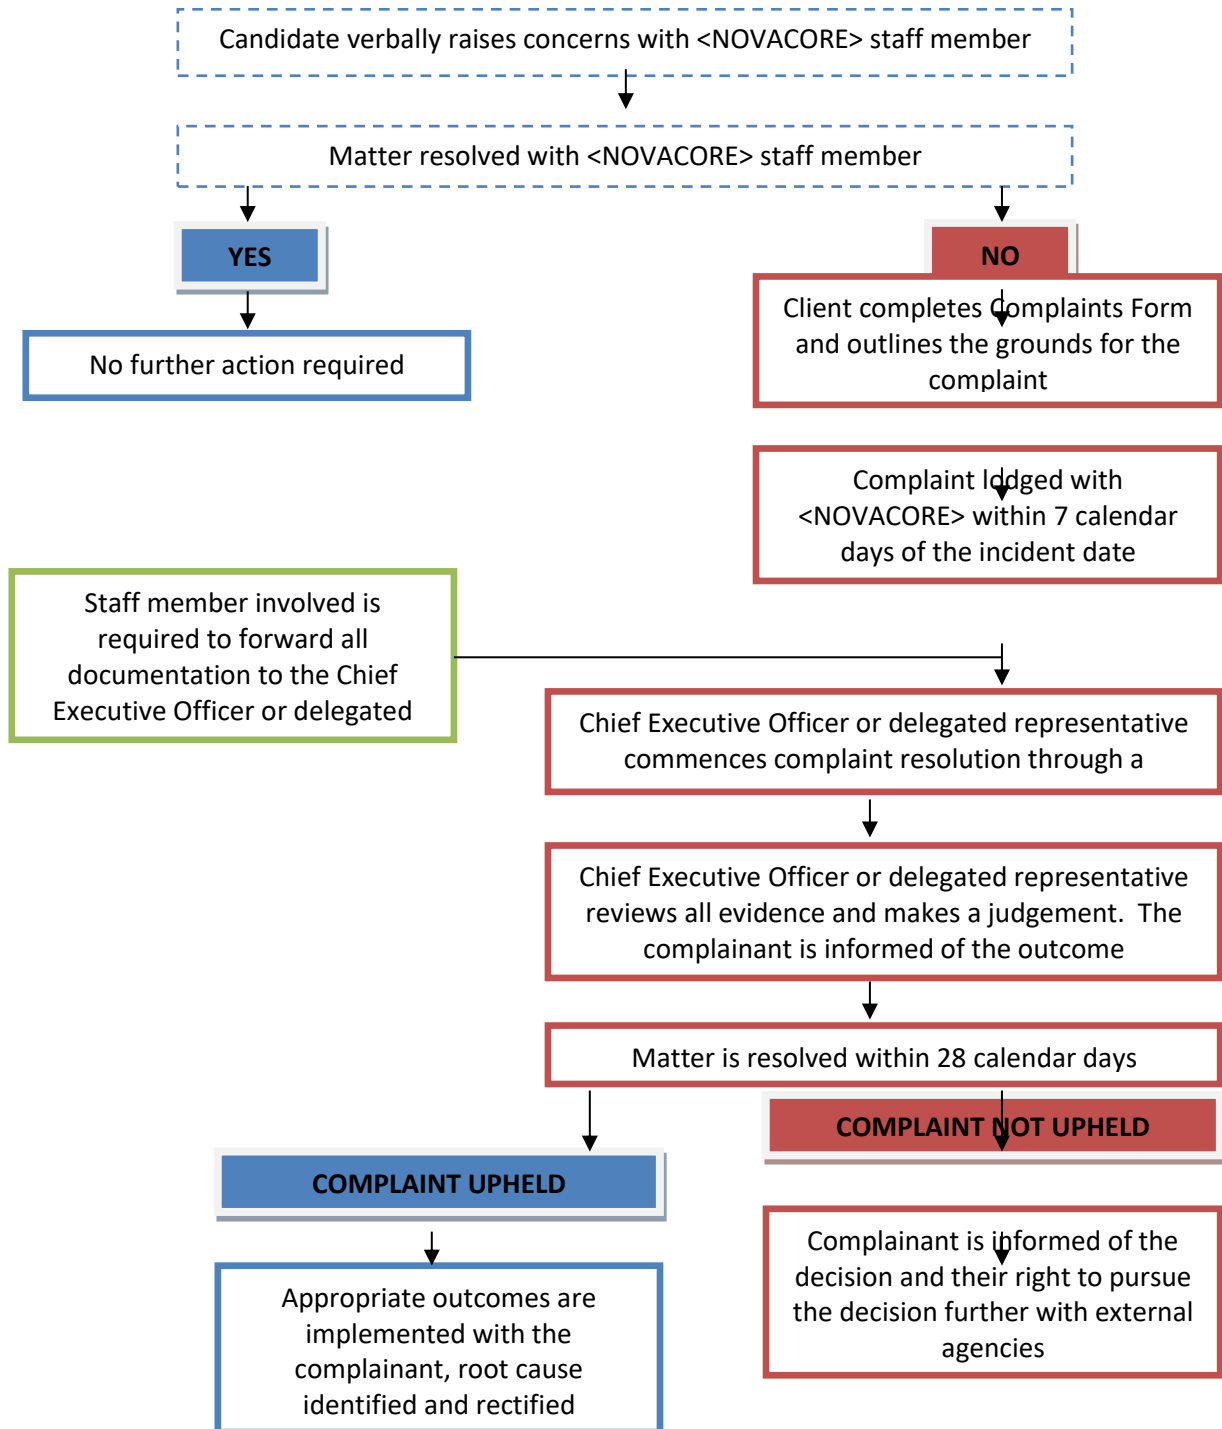 Candidate verbally raises concerns with <NOVACORE> staff member
Matter resolved with <NOVACORE> staff member
YES
NO
No further action required
Client completes Complaints Form
and outlines the grounds for the
complaint
Complaint lodged with
<NOVACORE> within 7 calendar
days of the incident date
Staff member involved is
required to forward all
documentation to the Chief
Executive Officer or delegated
Chief Executive Officer or delegated representative
commences complaint resolution through a
Chief Executive Officer or delegated representative
reviews all evidence and makes a judgement.  The
complainant is informed of the outcome
Matter is resolved within 28 calendar days
COMPLAINT NOT UPHELD
COMPLAINT UPHELD
Complainant is informed of the
decision and their right to pursue
the decision further with external
agencies
Appropriate outcomes are
implemented with the
complainant, root cause
identified and rectified